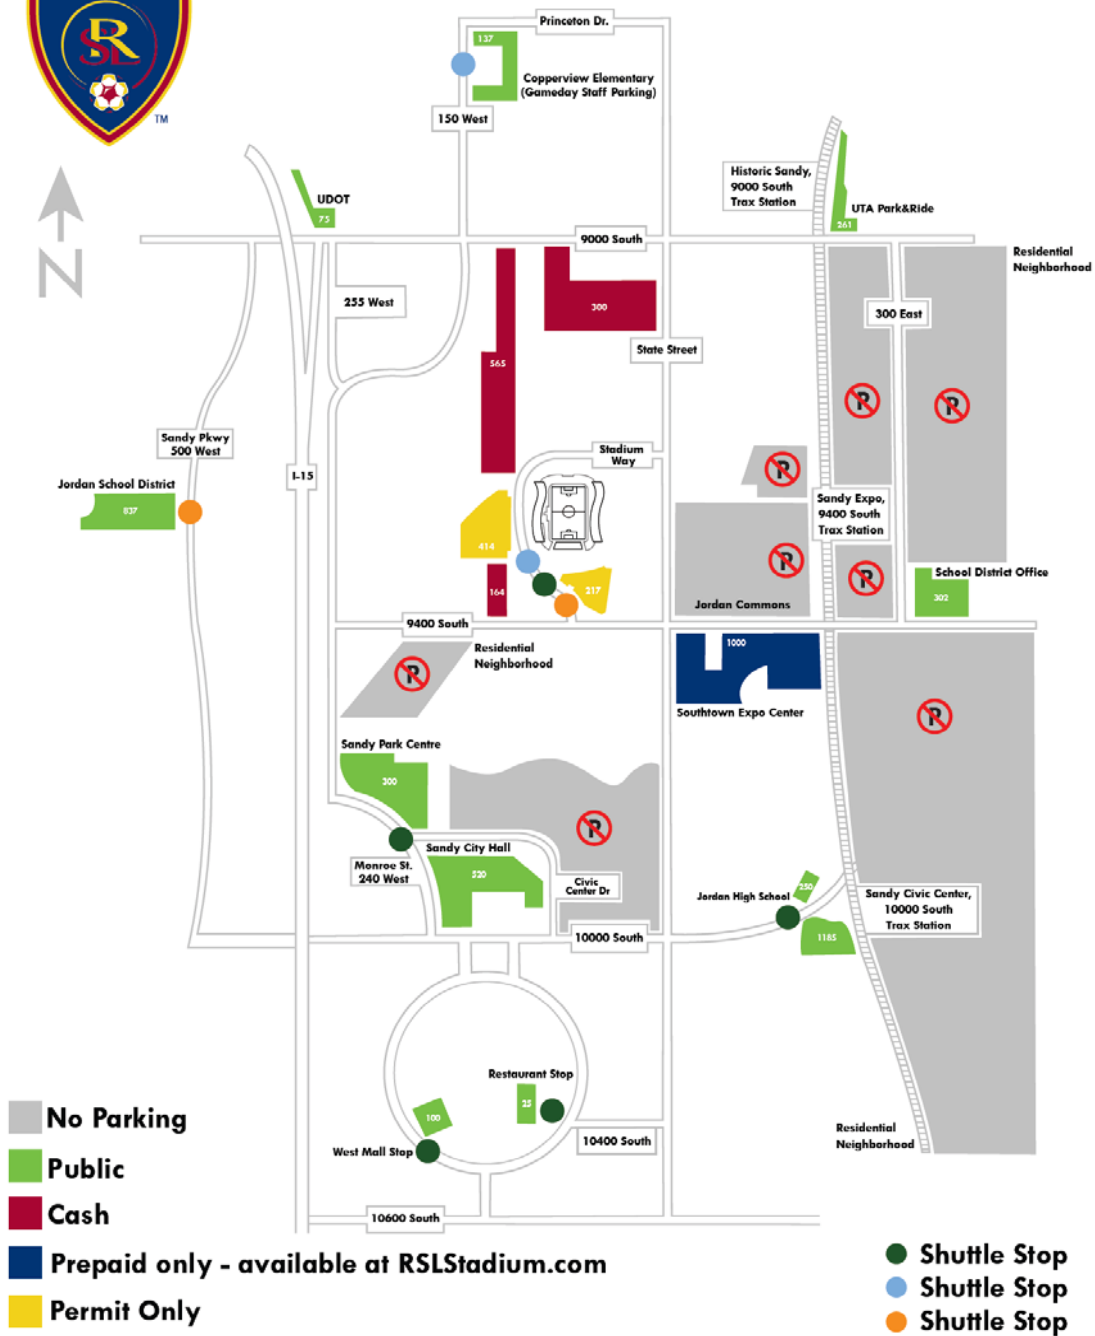 RSL
TM
N
Princeton Dr.
137
Copperview Elementary
(Gameday Staff Parking)
150 West
Historic Sandy,
9000 South
Trax Station
UDOT
75
UTA Park&Ride
261
9000 South
Residential
Neighborhood
255 West
300
300 East
State Street
565
P
P
Sandy Pkwy
500 West
Stadium
Way
I-15
P
Jordan School District
837
Sandy Expo,
9400 South
Trax Station
414
P
P
School District Office
164
217
302
Jordan Commons
9400 South
Residential
Neighborhood
1000
P
Southtown Expo Center
P
Sandy Park Centre
300
P
Sandy City Hall
Monroe St.
240 West
520
Civic
Center Dr
250
Jordan High School
Sandy Civic Center,
10000 South
Trax Station
10000 South
1185
Restaurant Stop
25
100
West Mall Stop
10400 South
Residential
Neighborhood
10600 South
No Parking
Public
Cash
Prepaid only - available at RSLStadium.com
Permit Only
Shuttle Stop
Shuttle Stop
Shuttle Stop